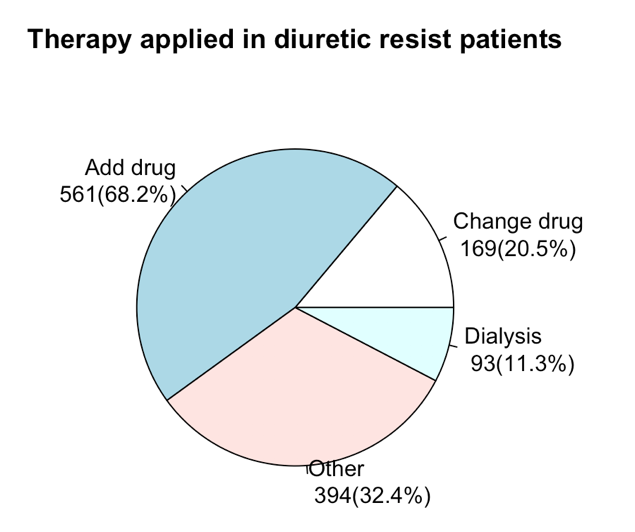 Therapy applied in diuretic resist patients
Add drug
561(68.2%)
Change drug
169(20.5%)
Dialysis
93(11.3%)
Other
394(32.4%)